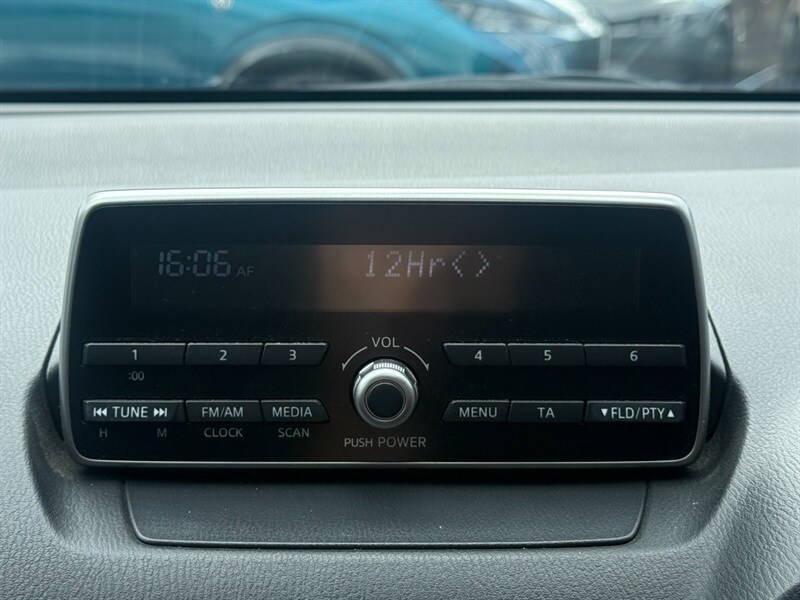 16:06 AF 12Hr<>
VOL
1 2 3 4 5 6
:00
⏮ TUNE ⏭ FM/AM MEDIA MENU TA ▼FLD/PTY▲
H M CLOCK SCAN PUSH POWER